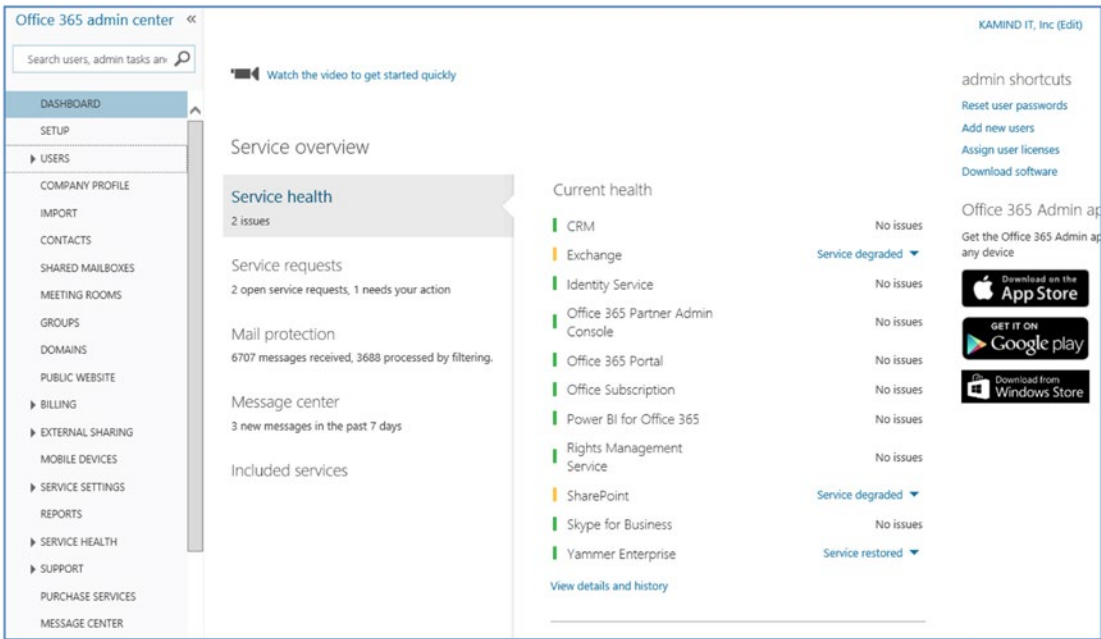 Office 365 admin center «
Search users, admin tasks an
DASHBOARD
SETUP
USERS
COMPANY PROFILE
IMPORT
CONTACTS
SHARED MAILBOXES
MEETING ROOMS
GROUPS
DOMAINS
PUBLIC WEBSITE
BILLING
EXTERNAL SHARING
MOBILE DEVICES
SERVICE SETTINGS
REPORTS
SERVICE HEALTH
SUPPORT
PURCHASE SERVICES
MESSAGE CENTER
Watch the video to get started quickly
Service overview
Service health
2 issues
Service requests
2 open service requests, 1 needs your action
Mail protection
6707 messages received, 3688 processed by filtering.
Message center
3 new messages in the past 7 days
Included services
Current health
CRM No issues
Exchange Service degraded
Identity Service No issues
Office 365 Partner Admin
Console No issues
Office 365 Portal No issues
Office Subscription No issues
Power BI for Office 365 No issues
Rights Management
Service No issues
SharePoint Service degraded
Skype for Business No issues
Yammer Enterprise Service restored
View details and history
KAMIND IT, Inc (Edit)
admin shortcuts
Reset user passwords
Add new users
Assign user licenses
Download software
Office 365 Admin ap
Get the Office 365 Admin ap
any device
Download on the
App Store
GET IT ON
Google play
Download from
Windows Store